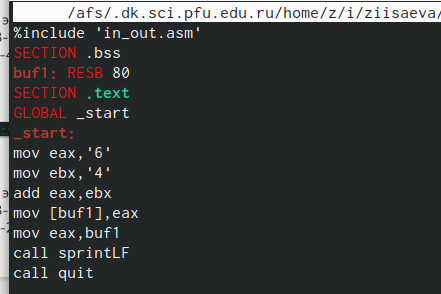 /afs/.dk.sci.pfu.edu.ru/home/z/i/ziisaeva/
%include 'in_out.asm'
SECTION .bss
buf1: RESB 80
SECTION .text
GLOBAL _start
_start:
mov eax,'6'
mov ebx,'4'
add eax,ebx
mov [buf1],eax
mov eax,buf1
call sprintLF
call quit